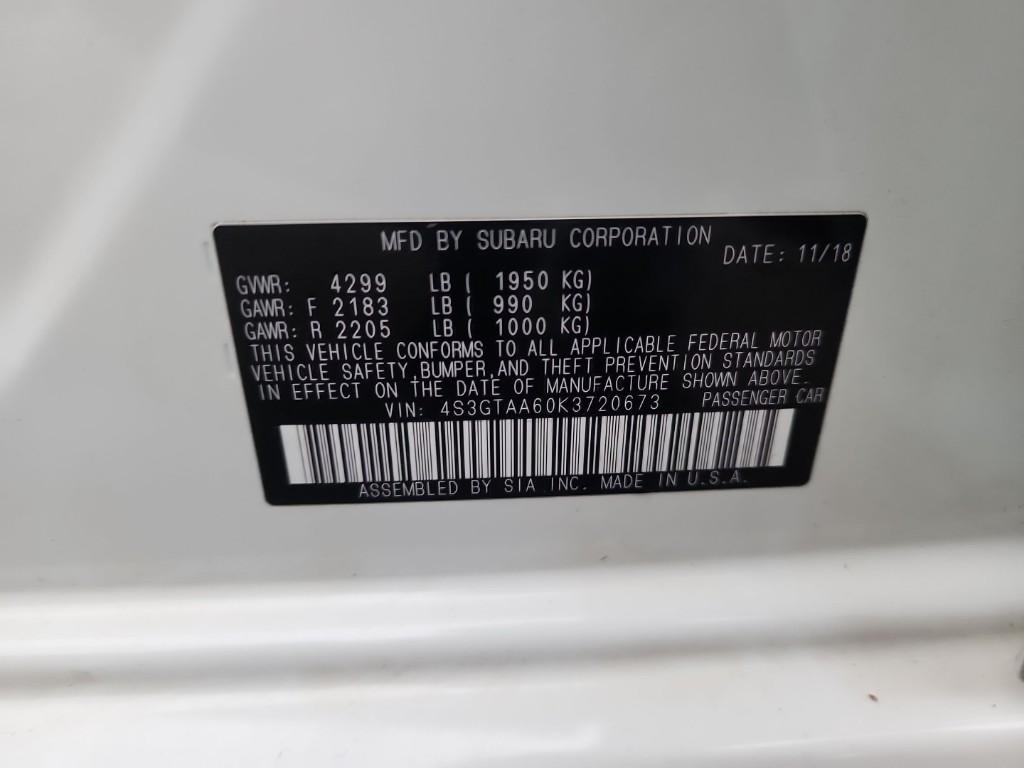 MFD BY SUBARU CORPORATION
DATE: 11/18
GVWR: 4299 LB ( 1950 KG)
GAWR: F 2183 LB ( 990 KG)
GAWR: R 2205 LB ( 1000 KG)
THIS VEHICLE CONFORMS TO ALL APPLICABLE FEDERAL MOTOR
VEHICLE SAFETY, BUMPER, AND THEFT PREVENTION STANDARDS
IN EFFECT ON THE DATE OF MANUFACTURE SHOWN ABOVE.
VIN: 4S3GTAA60K3720673 PASSENGER CAR
ASSEMBLED BY SIA INC. MADE IN U.S.A.